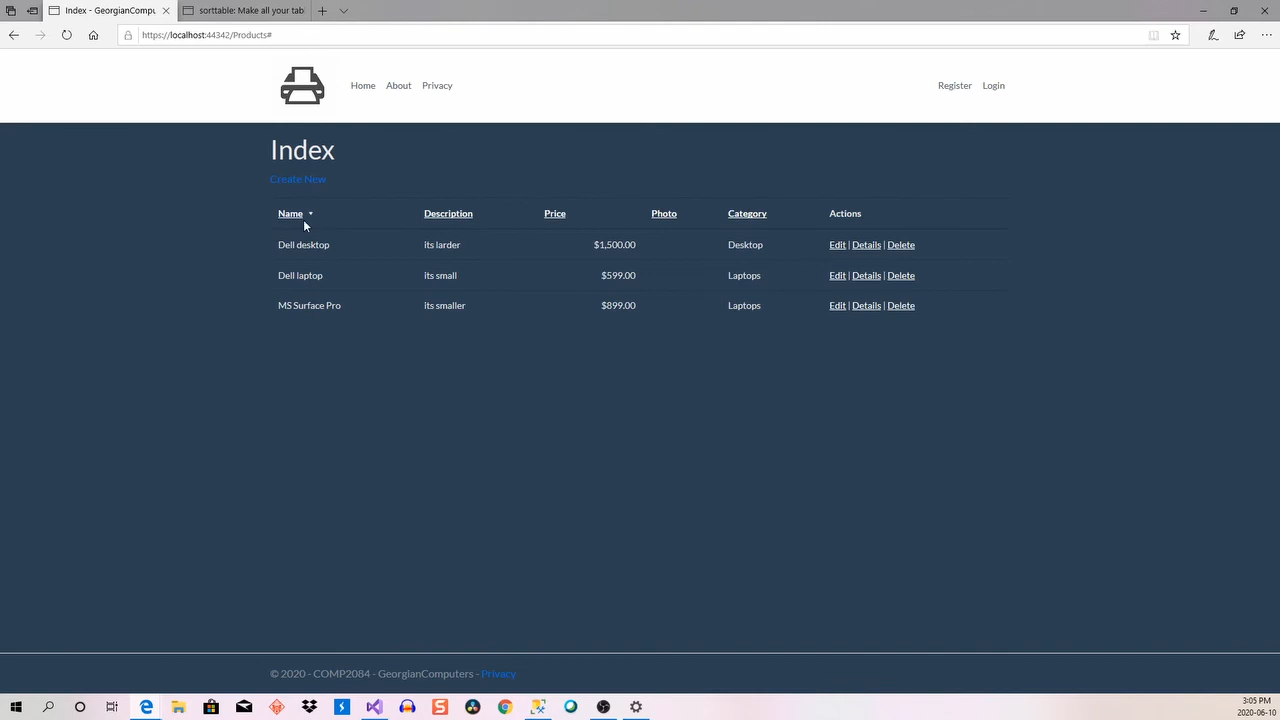 Index - GeorgianCompu
sorttable: Make all your tab
https://localhost:44342/Products#
Home About Privacy Register Login
Index
Create New
Name Description Price Photo Category Actions
Dell desktop its larder $1,500.00 Desktop Edit | Details | Delete
Dell laptop its small $599.00 Laptops Edit | Details | Delete
MS Surface Pro its smaller $899.00 Laptops Edit | Details | Delete
© 2020 - COMP2084 - GeorgianComputers - Privacy
3:05 PM
2020-06-10